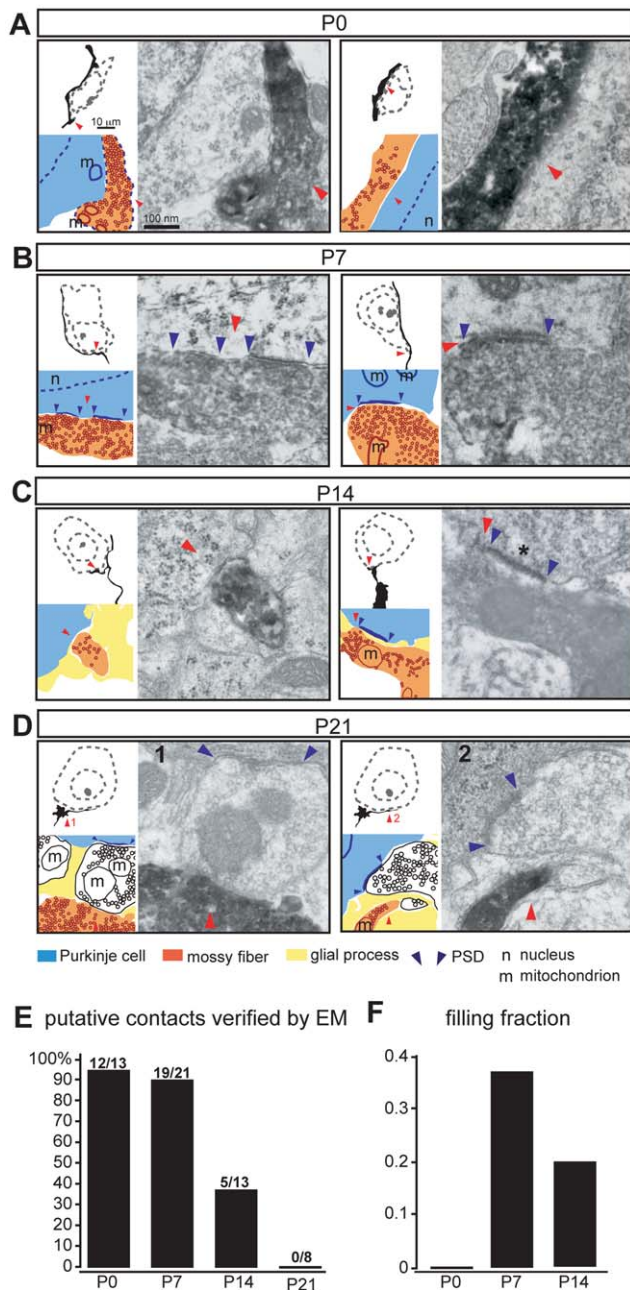 A
P0
10 µm
m
m
100 nm
n
B
P7
n
m
m
m
m
C
P14
*
m
D
P21
1
1
m
m
m
2
2
Purkinje cell
mossy fiber
glial process
PSD
n nucleus
m mitochondrion
E putative contacts verified by EM
100%
90
80
70
60
50
40
30
20
10
0
12/13
19/21
5/13
0/8
P0 P7 P14 P21
F filling fraction
0.4
0.3
0.2
0.1
0
P0 P7 P14